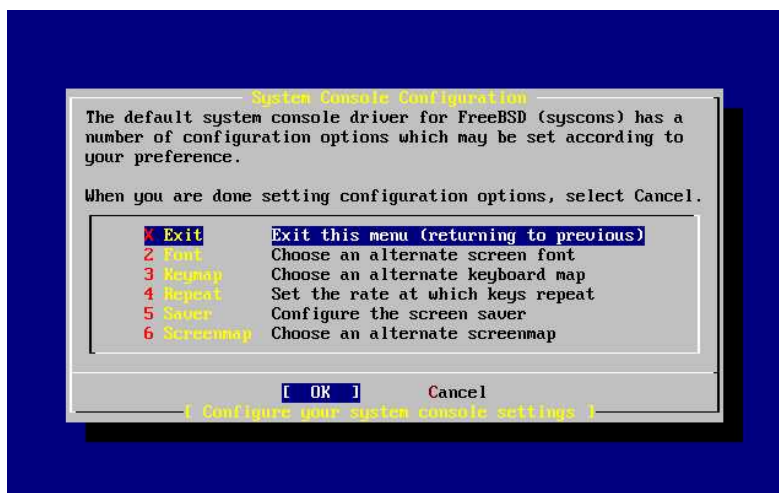 System Console Configuration
The default system console driver for FreeBSD (syscons) has a
number of configuration options which may be set according to
your preference.
When you are done setting configuration options, select Cancel.
X Exit Exit this menu (returning to previous)
2 Font Choose an alternate screen font
3 Keymap Choose an alternate keyboard map
4 Repeat Set the rate at which keys repeat
5 Saver Configure the screen saver
6 Screenmap Choose an alternate screenmap
[ OK ] Cancel
[ Configure your system console settings ]